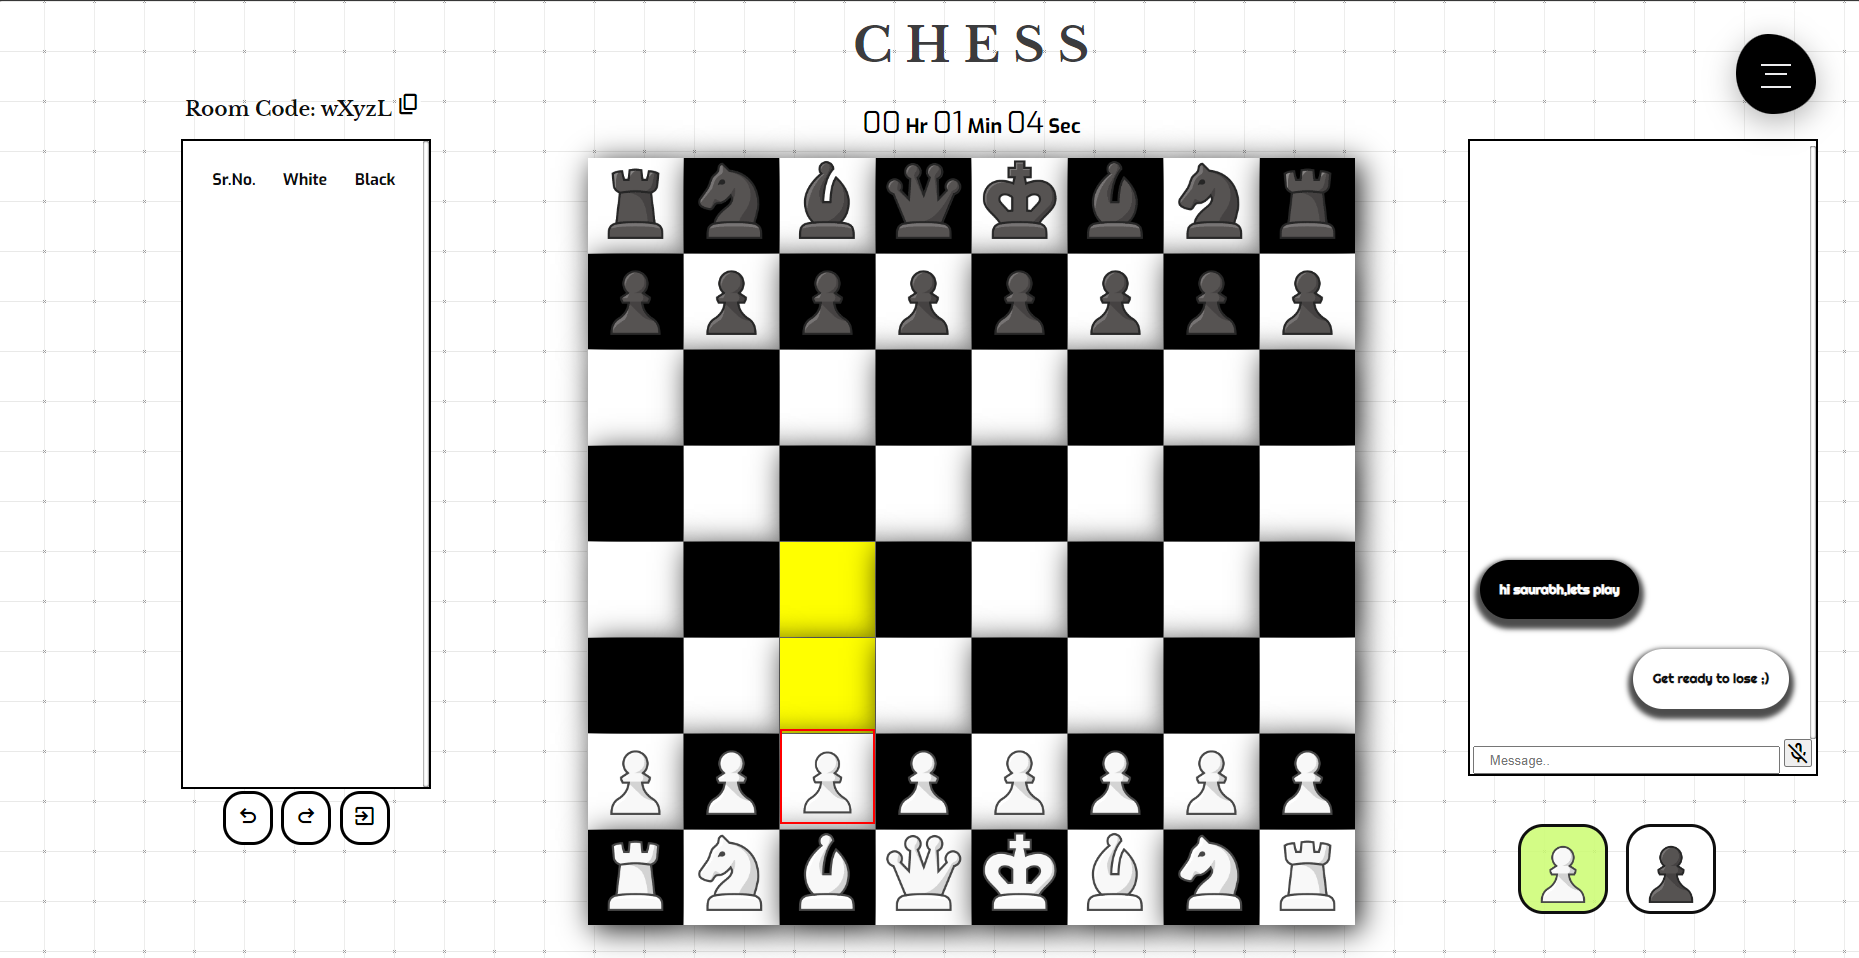 CHESS
Room Code: wXyzL
00 Hr 01 Min 04 Sec
Sr.No. White Black
hi saurabh,lets play
Get ready to lose ;)
Message..